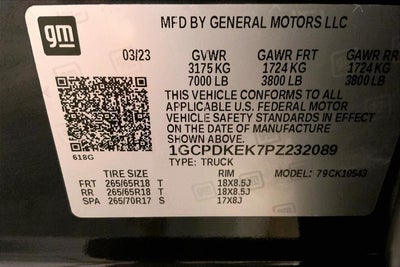 gm
MFD BY GENERAL MOTORS LLC
03/23 GVWR GAWR FRT GAWR RR
3175 KG 1724 KG 1724 KG
7000 LB 3800 LB 3800 LB
THIS VEHICLE CONFORMS TO ALL
APPLICABLE U.S. FEDERAL MOTOR
VEHICLE SAFETY STANDARDS IN EFFECT
ON THE DATE OF MANUFACTURE
SHOWN ABOVE.
618G
1GCPDKEK7PZ232089
TYPE: TRUCK
TIRE SIZE RIM 79CK10543
FRT 265/65R18 T 18X8.5J
RR 265/65R18 T 18X8.5J
SPA 265/70R17 S 17X8J